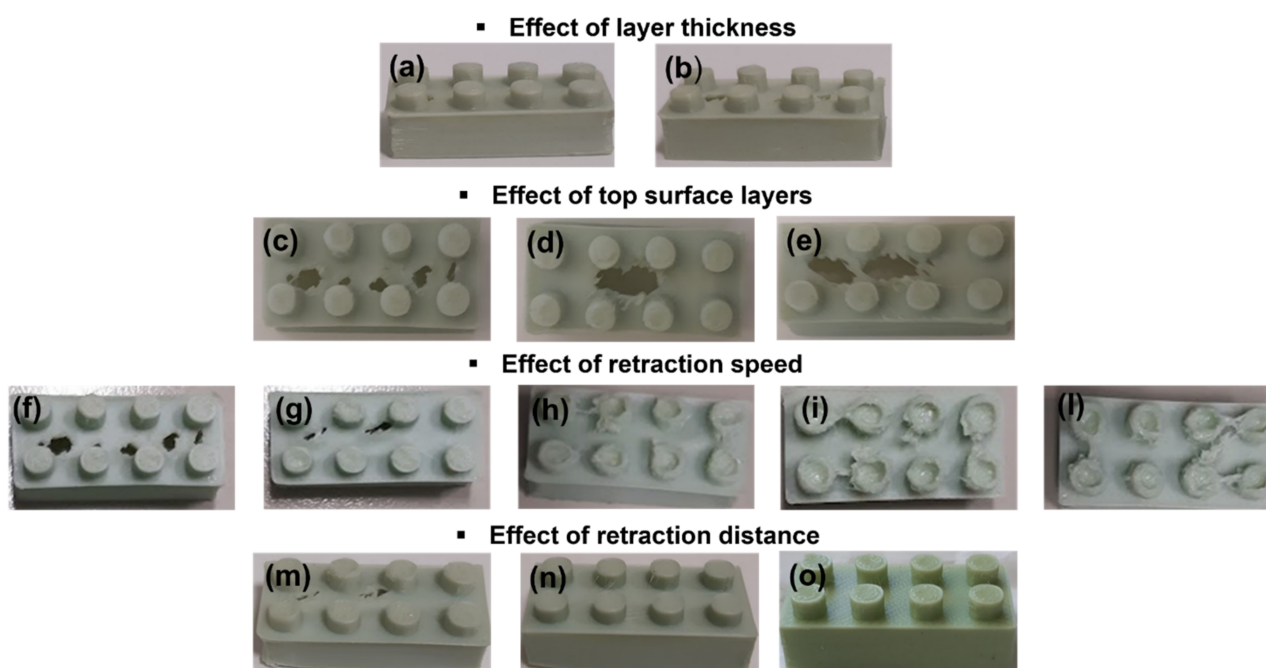 ▪ Effect of layer thickness
(a) (b)
▪ Effect of top surface layers
(c) (d) (e)
▪ Effect of retraction speed
(f) (g) (h) (i) (l)
▪ Effect of retraction distance
(m) (n) (o)